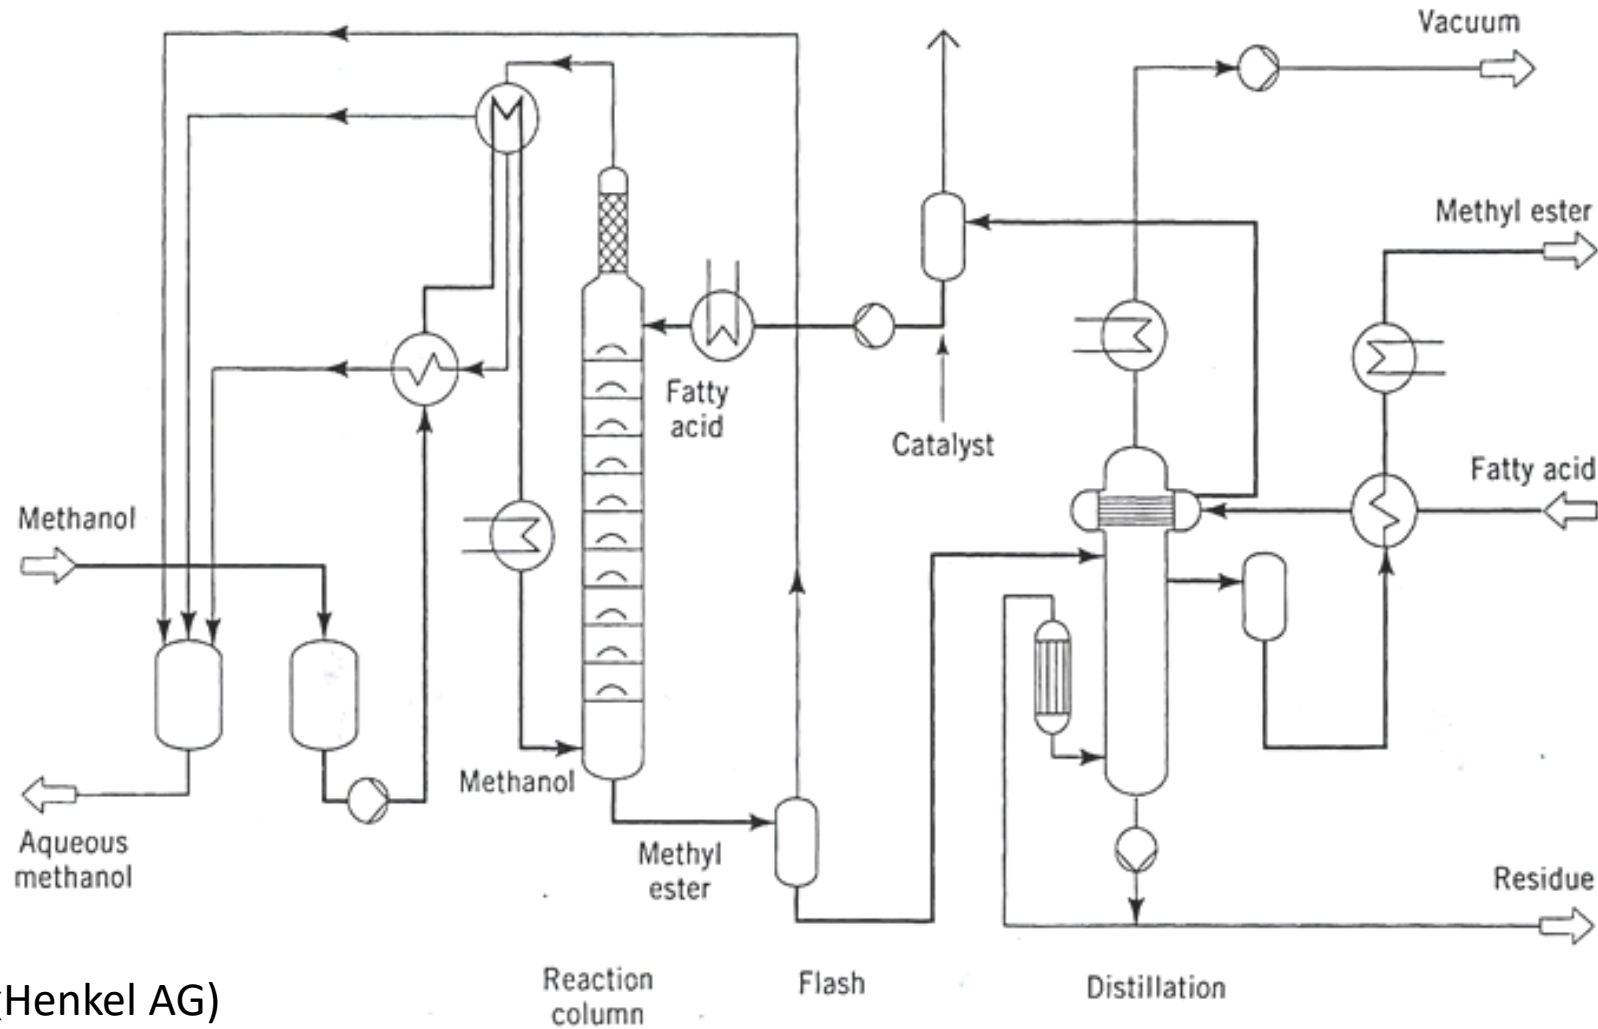 Vacuum
Methyl ester
Fatty
acid
Catalyst
Fatty acid
Methanol
Methanol
Aqueous
methanol
Methyl
ester
Residue
Reaction
column
Flash
Distillation
(Henkel AG)